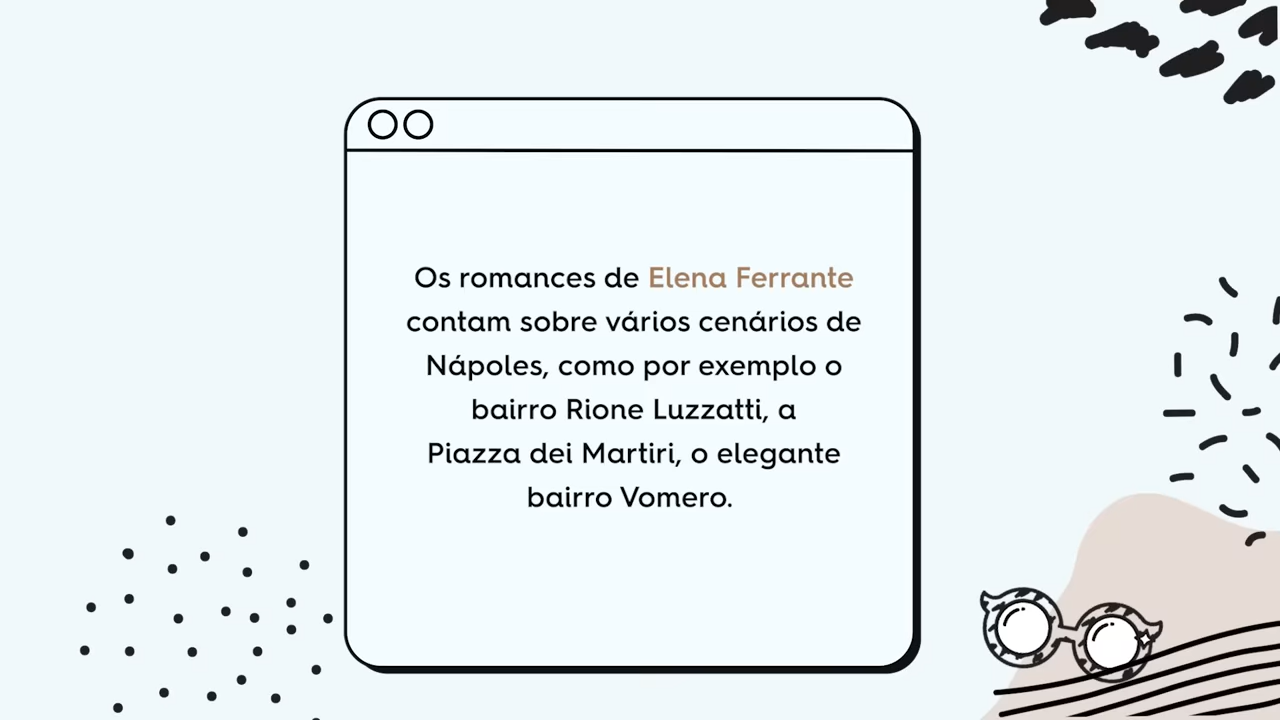 Os romances de Elena Ferrante
contam sobre vários cenários de
Nápoles, como por exemplo o
bairro Rione Luzzatti, a
Piazza dei Martiri, o elegante
bairro Vomero.